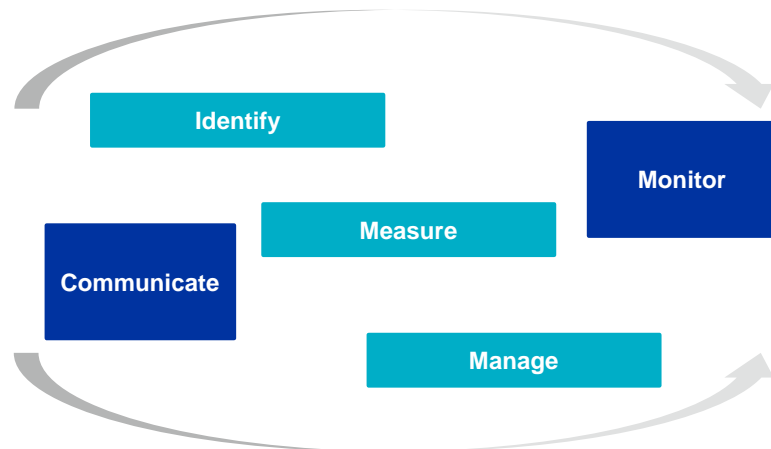 Identify
Monitor
Measure
Communicate
Manage